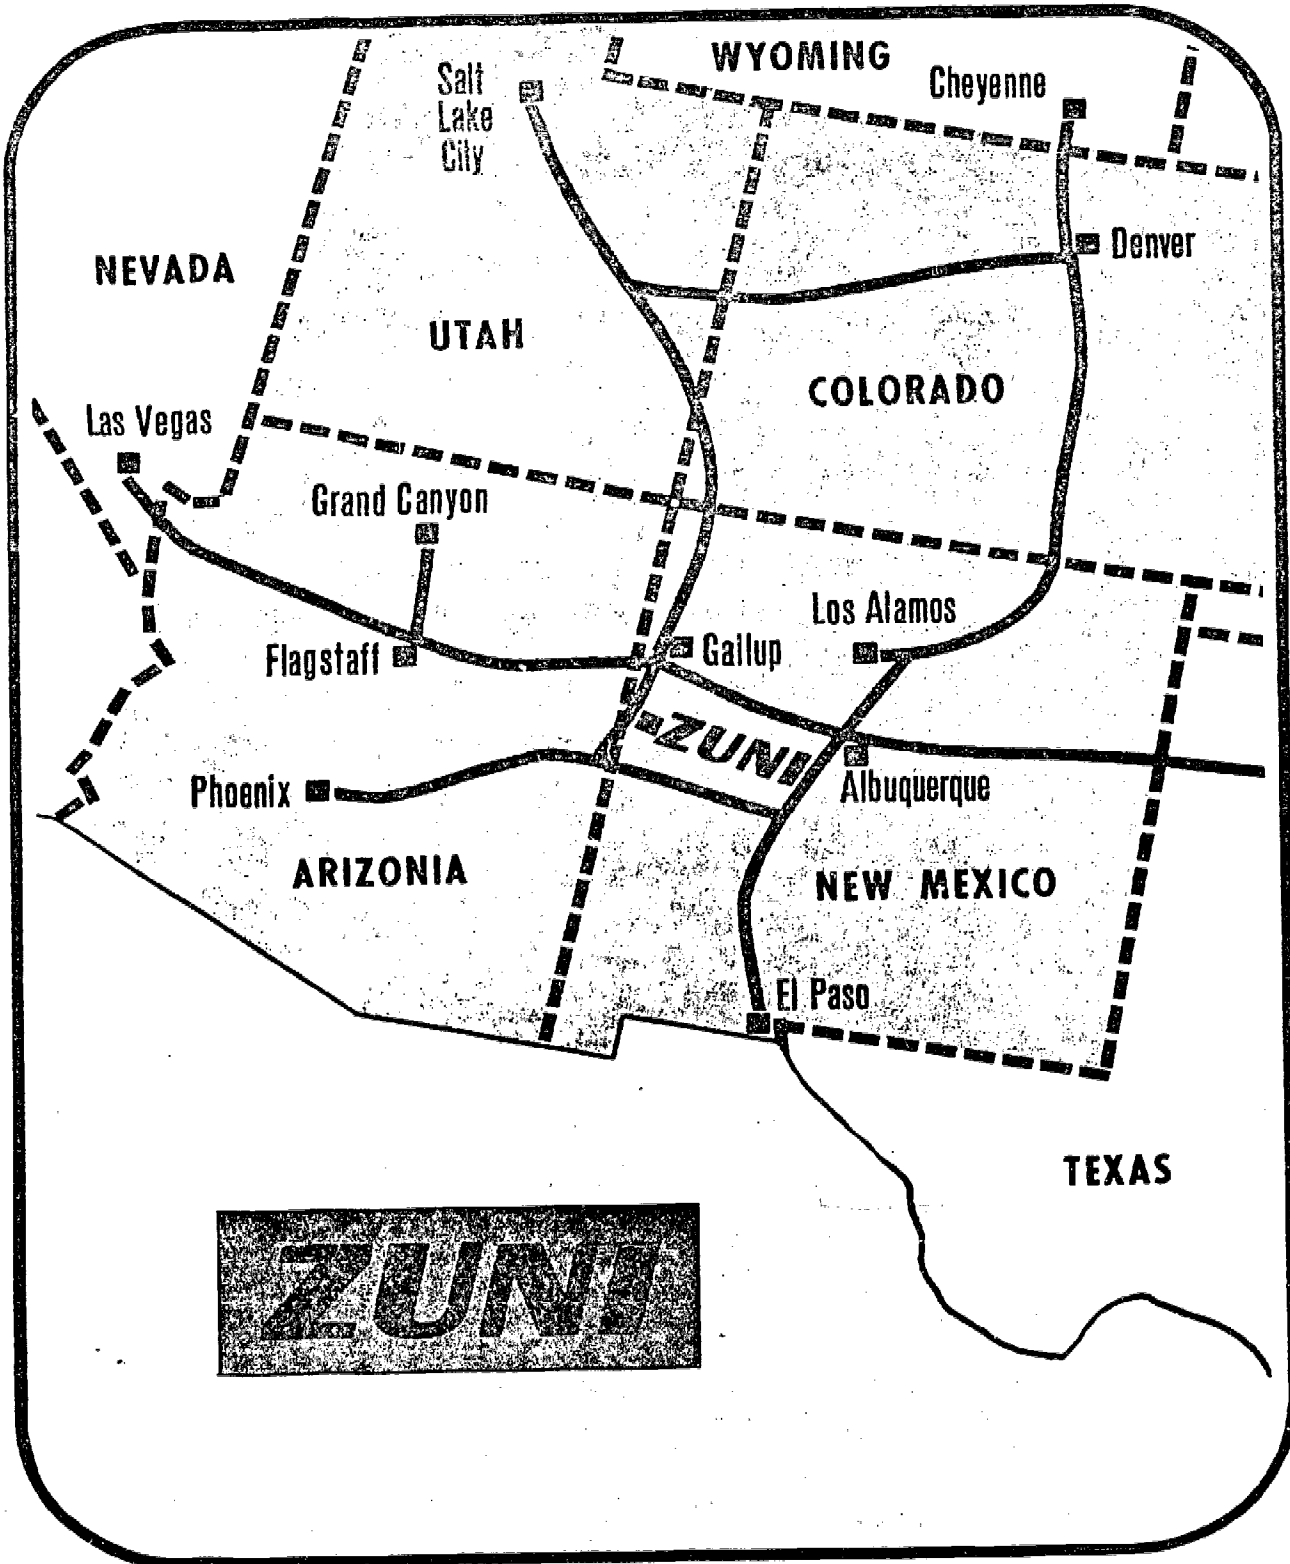 WYOMING
Salt
Lake
City
Cheyenne
Denver
NEVADA
UTAH
COLORADO
Las Vegas
Grand Canyon
Los Alamos
Flagstaff
Gallup
ZUNI
Phoenix
Albuquerque
ARIZONIA
NEW MEXICO
El Paso
TEXAS
ZUNI